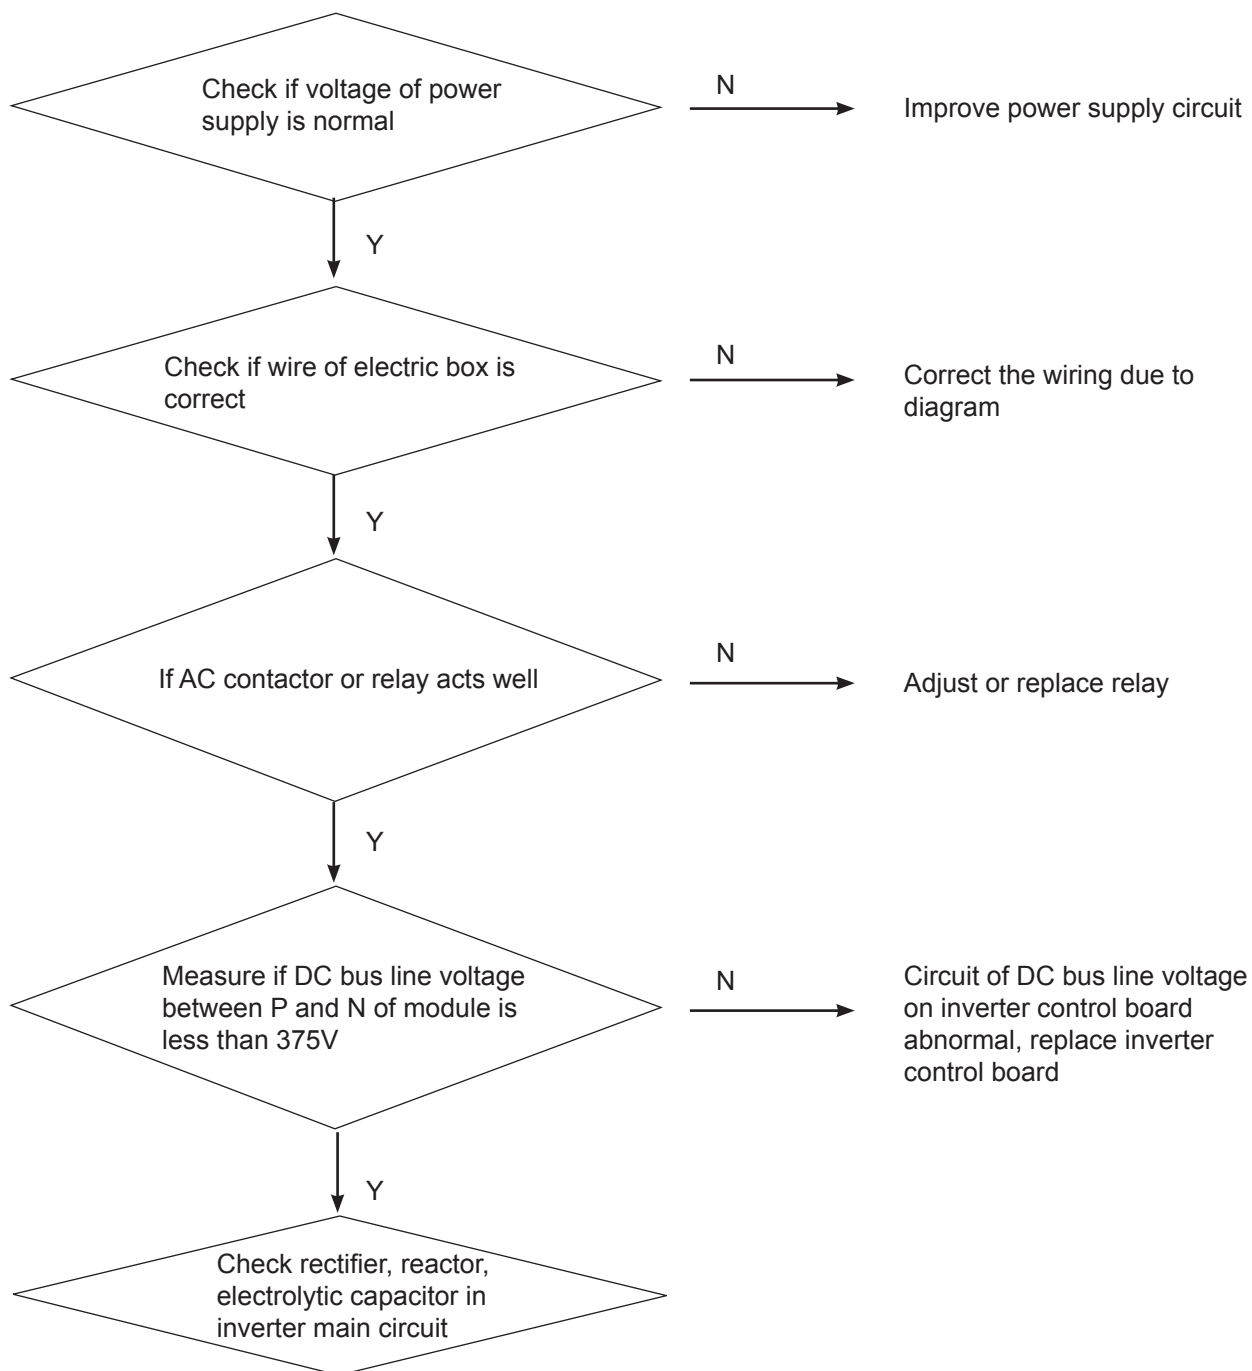 Check if voltage of power
supply is normal
N
Improve power supply circuit
Y
Check if wire of electric box is
correct
N
Correct the wiring due to
diagram
Y
If AC contactor or relay acts well
N
Adjust or replace relay
Y
Measure if DC bus line voltage
between P and N of module is
less than 375V
N
Circuit of DC bus line voltage
on inverter control board
abnormal, replace inverter
control board
Y
Check rectifier, reactor,
electrolytic capacitor in
inverter main circuit